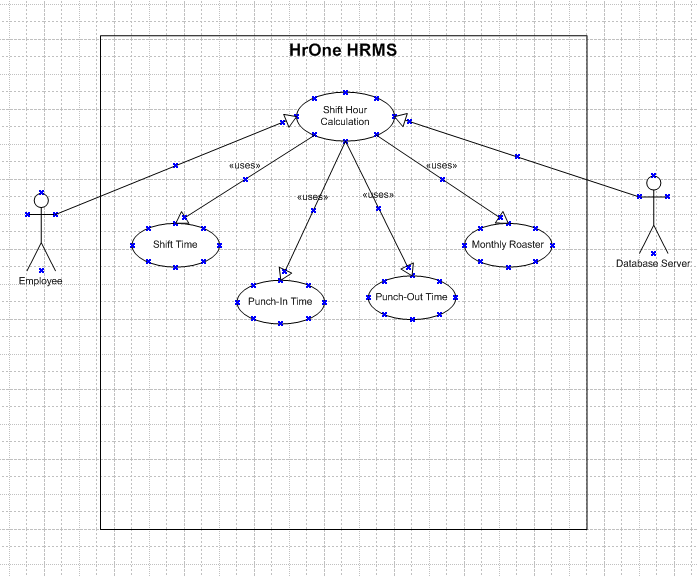 HrOne HRMS
Shift Hour
Calculation
«uses»
«uses»
«uses»
«uses»
Shift Time
Monthly Roaster
Employee
Database Server
Punch-In Time
Punch-Out Time